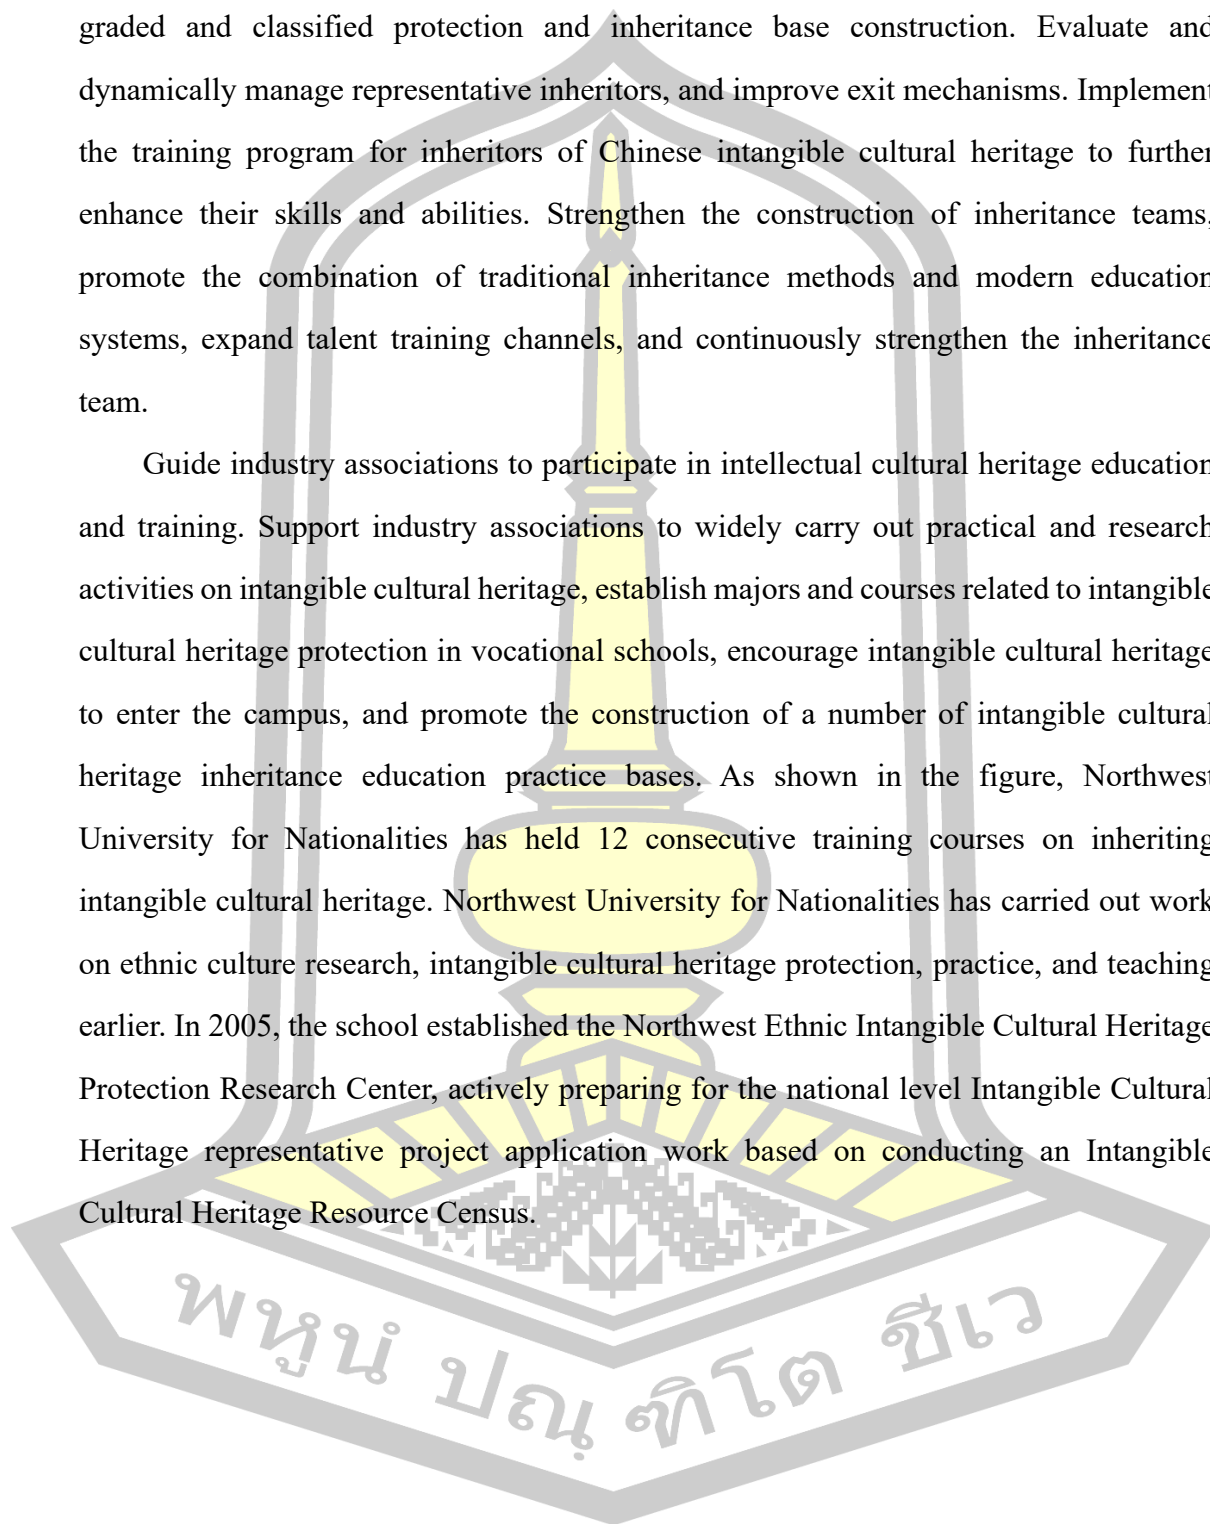 graded and classified protection and inheritance base construction. Evaluate and
dynamically manage representative inheritors, and improve exit mechanisms. Implement
the training program for inheritors of Chinese intangible cultural heritage to further
enhance their skills and abilities. Strengthen the construction of inheritance teams,
promote the combination of traditional inheritance methods and modern education
systems, expand talent training channels, and continuously strengthen the inheritance
team.
Guide industry associations to participate in intellectual cultural heritage education
and training. Support industry associations to widely carry out practical and research
activities on intangible cultural heritage, establish majors and courses related to intangible
cultural heritage protection in vocational schools, encourage intangible cultural heritage
to enter the campus, and promote the construction of a number of intangible cultural
heritage inheritance education practice bases. As shown in the figure, Northwest
University for Nationalities has held 12 consecutive training courses on inheriting
intangible cultural heritage. Northwest University for Nationalities has carried out work
on ethnic culture research, intangible cultural heritage protection, practice, and teaching
earlier. In 2005, the school established the Northwest Ethnic Intangible Cultural Heritage
Protection Research Center, actively preparing for the national level Intangible Cultural
Heritage representative project application work based on conducting an Intangible
Cultural Heritage Resource Census.
พหูนํ ปณฺ ฑิโต ชีเว